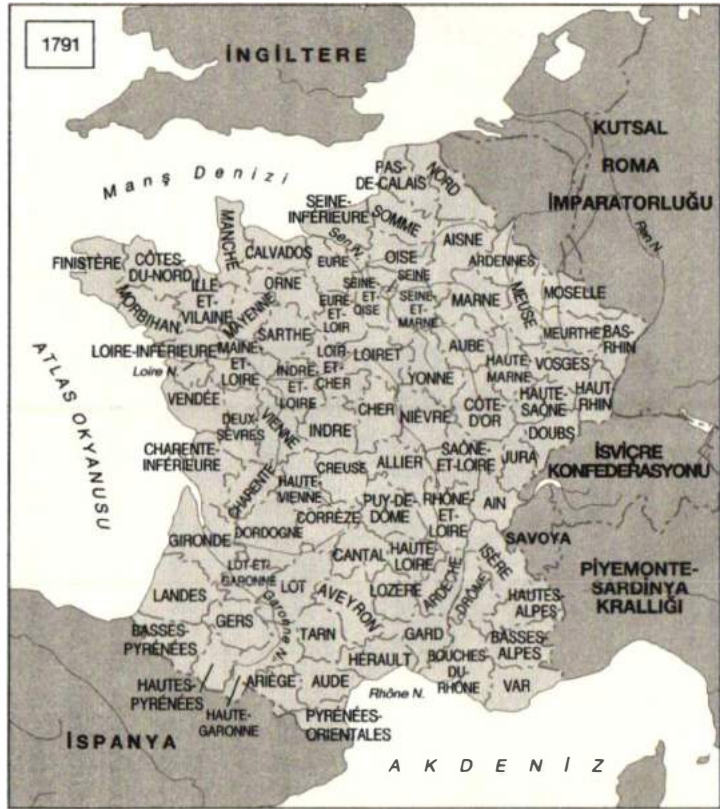 1791
İNGİLTERE
KUTSAL
ROMA
İMPARATORLUĞU
Manş Denizi
Ren N.
PAS-
DE-CALAIS
NORD
SEINE-
INFÉRIEURE
SOMME
Sen N.
AISNE
ARDENNES
MANCHE
CALVADOS
EURE
OISE
SEINE
FINISTÈRE
CÔTES-
DU-NORD
ILLE
ET-
VILAINE
MORBIHAN
ORNE
MAYENNE
EURE
ET-
LOIR
SEINE
ET-
OISE
SEINE-
ET-
MARNE
MARNE
MEUSE
MOSELLE
MEURTHE
BAS-
RHIN
SARTHE
LOIRE-INFÉRIEURE
Loire N.
MAINE-
ET-
LOIRE
LOIR
ET-
CHER
LOIRET
AUBE
HAUTE-
MARNE
VOSGES
HAUT
RHIN
ATLAS OKYANUSU
VENDÉE
INDRE
ET-
LOIRE
YONNE
CÔTE-
D'OR
HAUTE-
SAÔNE
DEUX-
SÈVRES
VIENNE
INDRE
CHER
NIÈVRE
DOUBS
CHARENTE-
INFÉRIEURE
CHARENTE
HAUTE-
VIENNE
CREUSE
ALLIER
SAÔNE-
ET-LOIRE
JURA
İSVİÇRE
KONFEDERASYONU
CORRÈZE
PUY-DE-
DÔME
RHÔNE-
ET-
LOIRE
AIN
SAVOYA
GIRONDE
DORDOGNE
CANTAL
HAUTE-
LOIRE
ISÈRE
PİYEMONTE-
SARDİNYA
KRALLIĞI
LOT-ET-
GARONNE
LOT
AVEYRON
LOZÈRE
ARDÈCHE
DRÔME
HAUTES-
ALPES
LANDES
Garonne N.
GERS
TARN
GARD
BASSES-
ALPES
BASSES-
PYRÉNÉES
HÉRAULT
BOUCHES-
DU-
RHÔNE
VAR
HAUTES-
PYRÉNÉES
HAUTE-
GARONNE
ARIÈGE
AUDE
Rhône N.
PYRÉNÉES-
ORIENTALES
İSPANYA
AKDENİZ